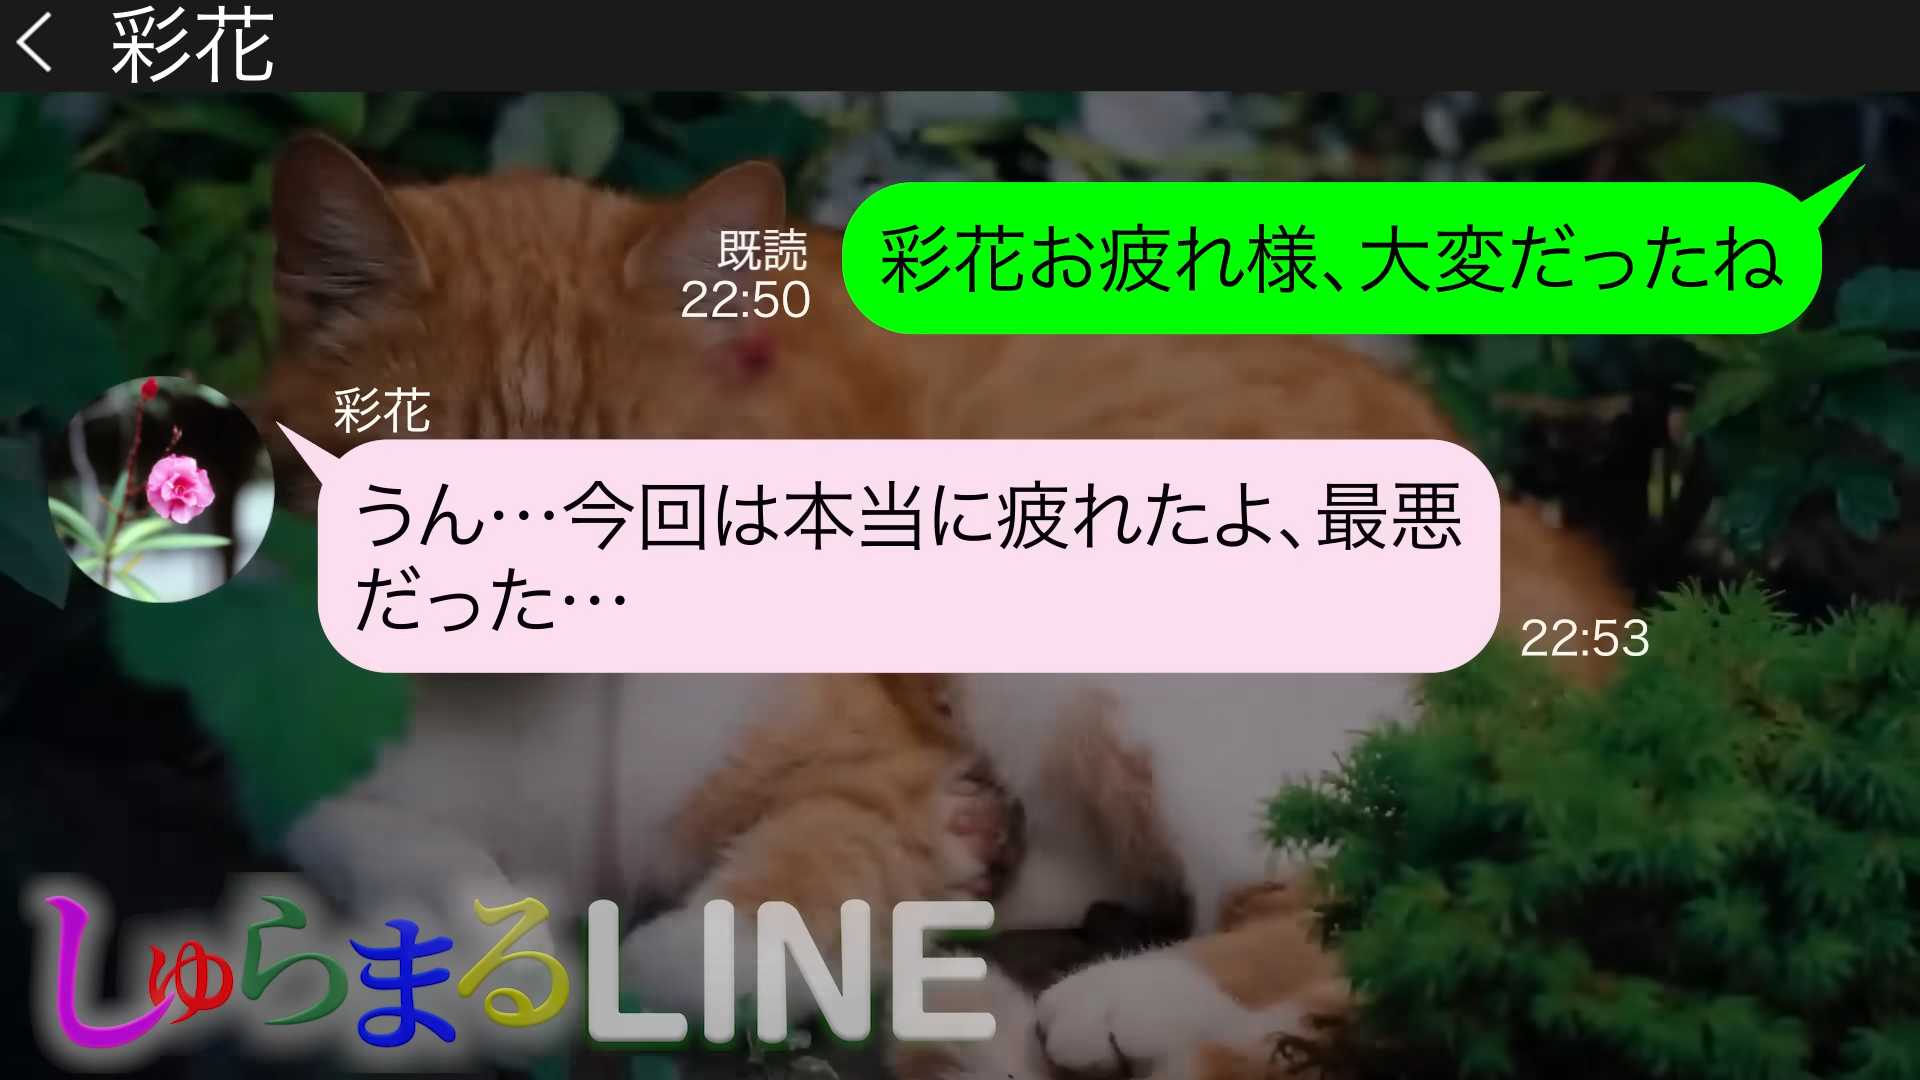 彩花
彩花お疲れ様、大変だったね
既読
22:50
彩花
うん…今回は本当に疲れたよ、最悪
だった…
22:53
しゅらまるLINE